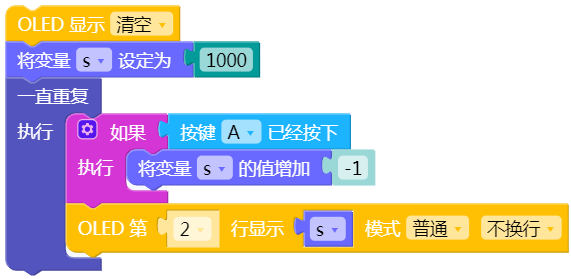 OLED 显示 清空
将变量 s 设定为 1000
一直重复
执行 如果 按键 A 已经按下
执行 将变量 s 的值增加 -1
OLED 第 2 行显示 s 模式 普通 不换行